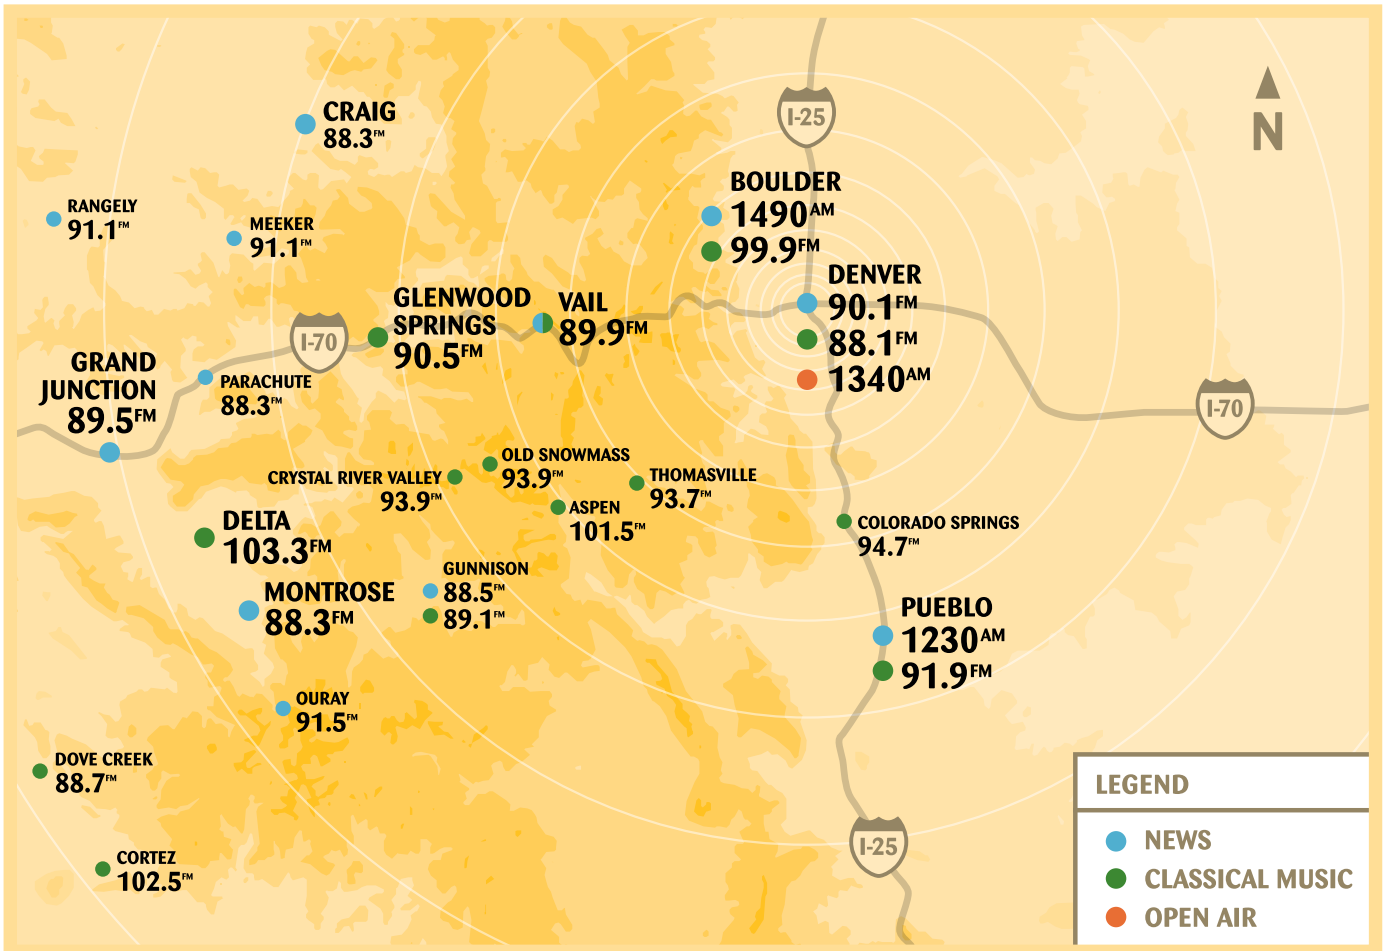 CRAIG
88.3FM
I-25
N
BOULDER
1490AM
99.9FM
RANGELY
91.1FM
MEEKER
91.1FM
DENVER
90.1FM
88.1FM
1340AM
GLENWOOD
SPRINGS
90.5FM
VAIL
89.9FM
I-70
GRAND
JUNCTION
89.5FM
PARACHUTE
88.3FM
I-70
CRYSTAL RIVER VALLEY
93.9FM
OLD SNOWMASS
93.9FM
THOMASVILLE
93.7FM
ASPEN
101.5FM
DELTA
103.3FM
COLORADO SPRINGS
94.7FM
GUNNISON
88.5FM
89.1FM
MONTROSE
88.3FM
PUEBLO
1230AM
91.9FM
OURAY
91.5FM
DOVE CREEK
88.7FM
CORTEZ
102.5FM
I-25
LEGEND
NEWS
CLASSICAL MUSIC
OPEN AIR